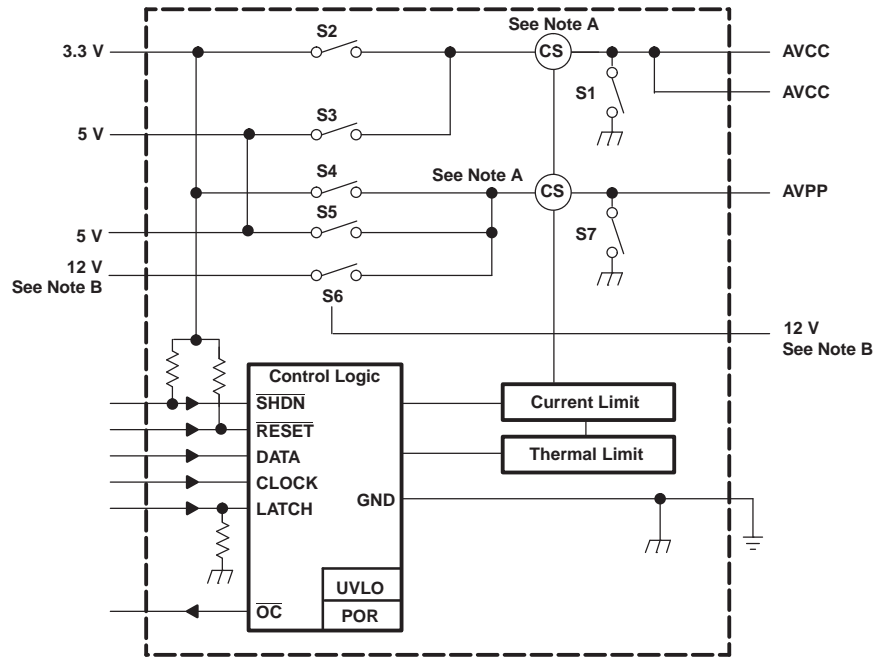 See Note A
S2
3.3 V
CS
AVCC
S1
AVCC
S3
5 V
S4
See Note A
CS
AVPP
S5
5 V
S7
12 V
See Note B
S6
12 V
See Note B
Control Logic
SHDN
Current Limit
RESET
DATA
Thermal Limit
CLOCK
LATCH
GND
UVLO
OC
POR